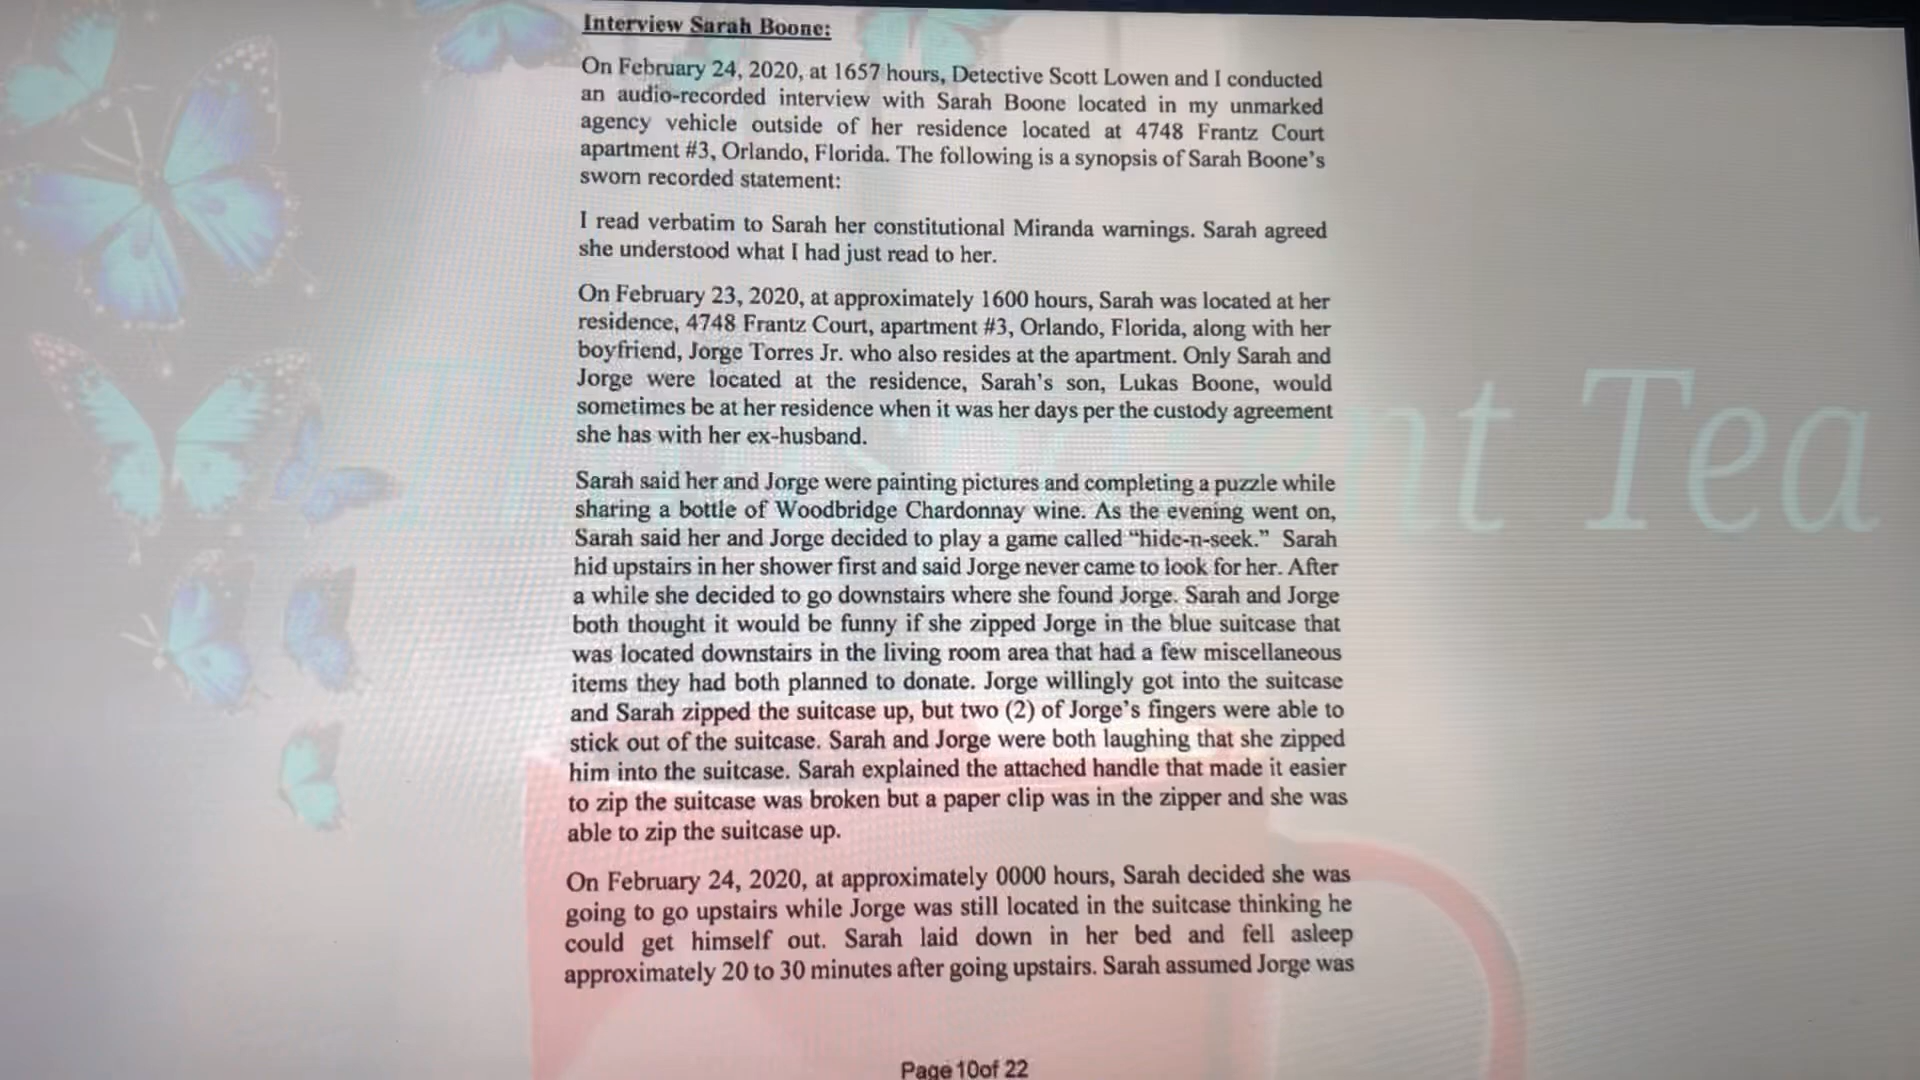 Interview Sarah Boone:
On February 24, 2020, at 1657 hours, Detective Scott Lowen and I conducted
an audio-recorded interview with Sarah Boone located in my unmarked
agency vehicle outside of her residence located at 4748 Frantz Court
apartment #3, Orlando, Florida. The following is a synopsis of Sarah Boone's
sworn recorded statement:
I read verbatim to Sarah her constitutional Miranda warnings. Sarah agreed
she understood what I had just read to her.
On February 23, 2020, at approximately 1600 hours, Sarah was located at her
residence, 4748 Frantz Court, apartment #3, Orlando, Florida, along with her
boyfriend, Jorge Torres Jr. who also resides at the apartment. Only Sarah and
Jorge were located at the residence, Sarah's son, Lukas Boone, would
sometimes be at her residence when it was her days per the custody agreement
she has with her ex-husband.
Sarah said her and Jorge were painting pictures and completing a puzzle while
sharing a bottle of Woodbridge Chardonnay wine. As the evening went on,
Sarah said her and Jorge decided to play a game called “hide-n-seek.” Sarah
hid upstairs in her shower first and said Jorge never came to look for her. After
a while she decided to go downstairs where she found Jorge. Sarah and Jorge
both thought it would be funny if she zipped Jorge in the blue suitcase that
was located downstairs in the living room area that had a few miscellaneous
items they had both planned to donate. Jorge willingly got into the suitcase
and Sarah zipped the suitcase up, but two (2) of Jorge's fingers were able to
stick out of the suitcase. Sarah and Jorge were both laughing that she zipped
him into the suitcase. Sarah explained the attached handle that made it easier
to zip the suitcase was broken but a paper clip was in the zipper and she was
able to zip the suitcase up.
On February 24, 2020, at approximately 0000 hours, Sarah decided she was
going to go upstairs while Jorge was still located in the suitcase thinking he
could get himself out. Sarah laid down in her bed and fell asleep
approximately 20 to 30 minutes after going upstairs. Sarah assumed Jorge was
Page 10of 22
Tea